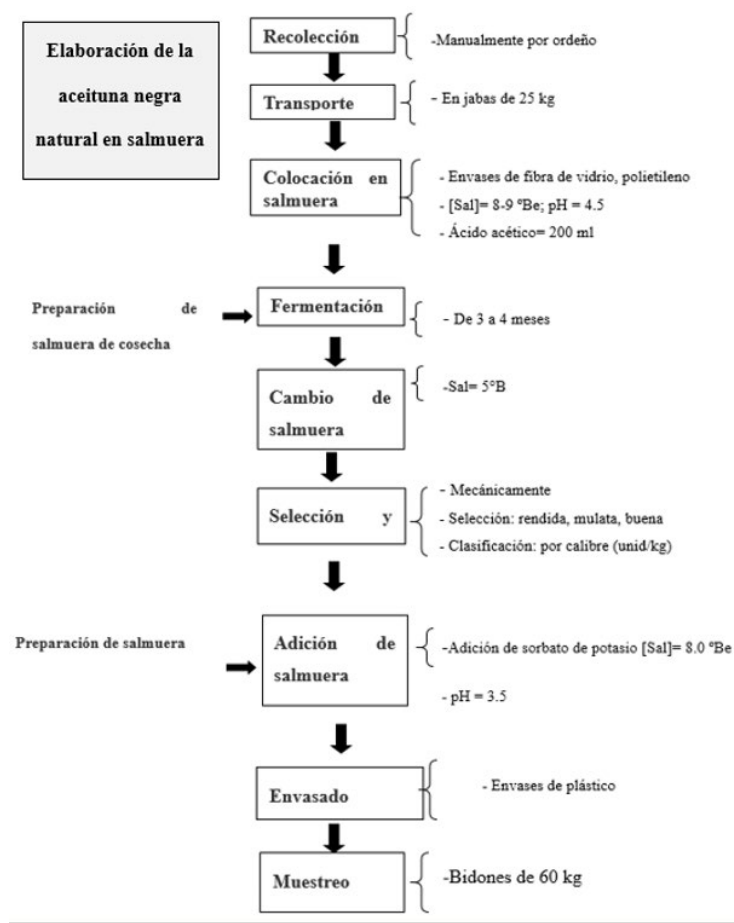 Elaboración de la
aceituna negra
natural en salmuera
Recolección
-Manualmente por ordeño
Transporte
- En jabas de 25 kg
Colocación en
salmuera
- Envases de fibra de vidrio, polietileno
- [Sal]= 8-9 ºBe; pH = 4.5
- Ácido acético= 200 ml
Preparación de
salmuera de cosecha
Fermentación
- De 3 a 4 meses
Cambio de
salmuera
-Sal= 5°B
Selección y
- Mecánicamente
- Selección: rendida, mulata, buena
- Clasificación: por calibre (unid/kg)
Preparación de salmuera
Adición de
salmuera
-Adición de sorbato de potasio [Sal]= 8.0 ºBe
- pH = 3.5
Envasado
- Envases de plástico
Muestreo
-Bidones de 60 kg